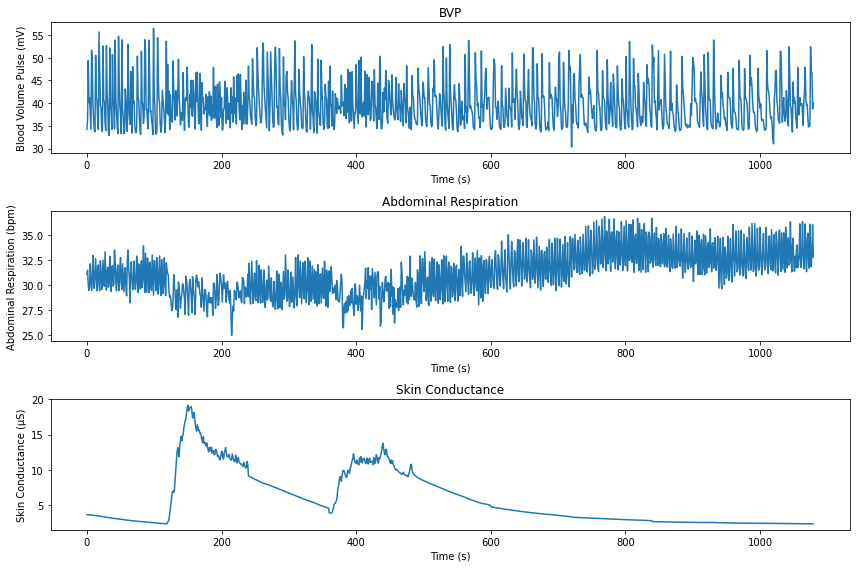 BVP
Blood Volume Pulse (mV)
55
50
45
40
35
30
0 200 400 600 800 1000
Time (s)
Abdominal Respiration
Abdominal Respiration (bpm)
35.0
32.5
30.0
27.5
25.0
0 200 400 600 800 1000
Time (s)
Skin Conductance
Skin Conductance (μS)
20
15
10
5
0 200 400 600 800 1000
Time (s)